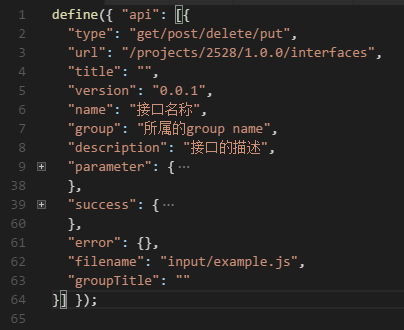 1 define({ "api": [{
2 "type": "get/post/delete/put",
3 "url": "/projects/2528/1.0.0/interfaces",
4 "title": "",
5 "version": "0.0.1",
6 "name": "接口名称",
7 "group": "所属的group name",
8 "description": "接口的描述",
9 "parameter": {…
38 },
39 "success": {…
60 },
61 "error": {},
62 "filename": "input/example.js",
63 "groupTitle": ""
64 }] });
65